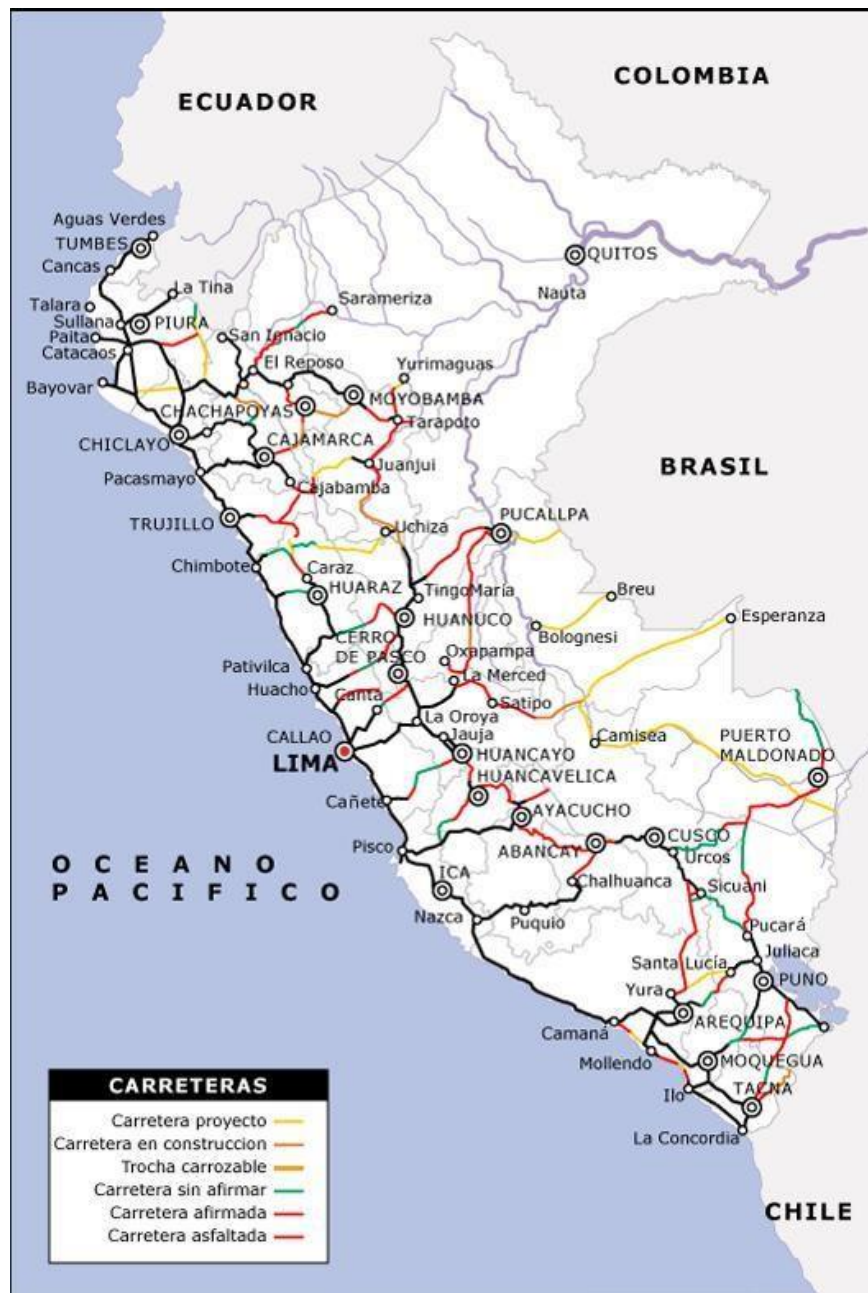 COLOMBIA
ECUADOR
Aguas Verdes
TUMBES
Cancas
QUITOS
La Tina
Nauta
Talara
Sarameriza
Sullana
PIURA
Paita
San Ignacio
Catacaos
El Reposo
Yurimaguas
Bayovar
MOYOBAMBA
CHACHAPOYAS
Tarapoto
CHICLAYO
CAJAMARCA
Juanjui
BRASIL
Pacasmayo
Cajabamba
PUCALLPA
TRUJILLO
Uchiza
Chimbote
Caraz
HUARAZ
TingoMaría
Breu
HUANUCO
Esperanza
Bolognesi
CERRO
DE PASCO
Oxapampa
Pativilca
La Merced
Huacho
Canta
Satipo
La Oroya
CALLAO
Jauja
Camisea
PUERTO
MALDONADO
LIMA
HUANCAYO
HUANCAVELICA
Cañete
AYACUCHO
CUSCO
Pisco
ABANCAY
Urcos
OCEANO
PACIFICO
ICA
Chalhuanca
Sicuani
Nazca
Puquio
Pucará
Juliaca
Santa Lucía
PUNO
Yura
AREQUIPA
Camaná
Mollendo
MOQUEGUA
TACNA
Ilo
La Concordia
CHILE
CARRETERAS
Carretera proyecto
Carretera en construccion
Trocha carrozable
Carretera sin afirmar
Carretera afirmada
Carretera asfaltada